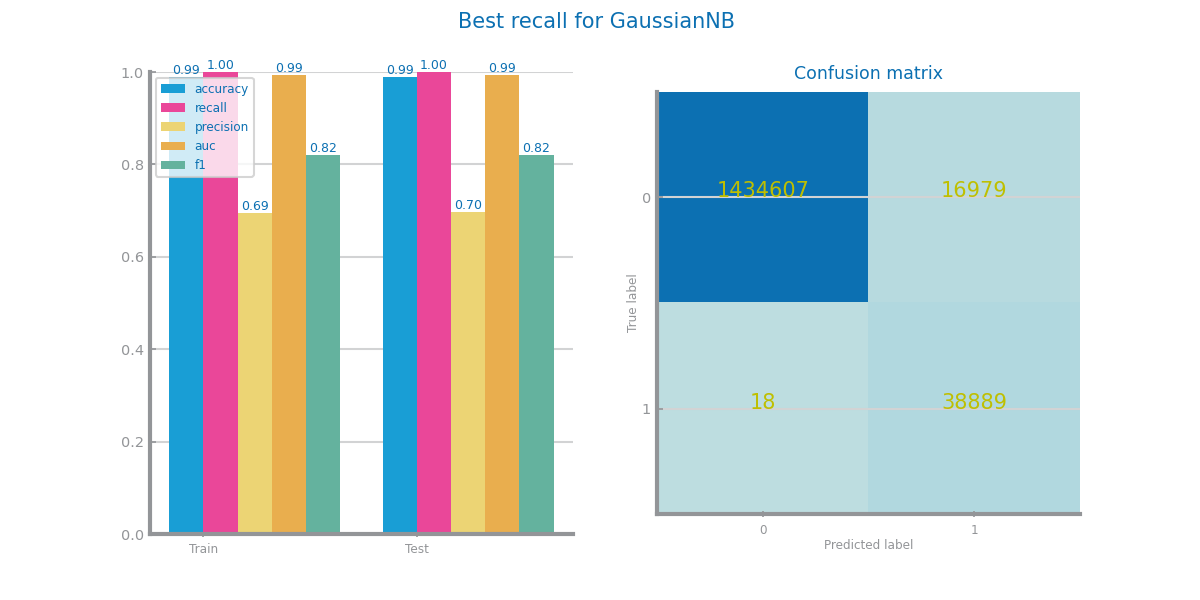 Best recall for GaussianNB
0.99 1.00 0.69 0.99 0.82 0.99 1.00 0.70 0.99 0.82
accuracy
recall
precision
auc
f1
1.0
0.8
0.6
0.4
0.2
0.0
Train Test
Confusion matrix
True label
0 1434607 16979
1 18 38889
0 1
Predicted label